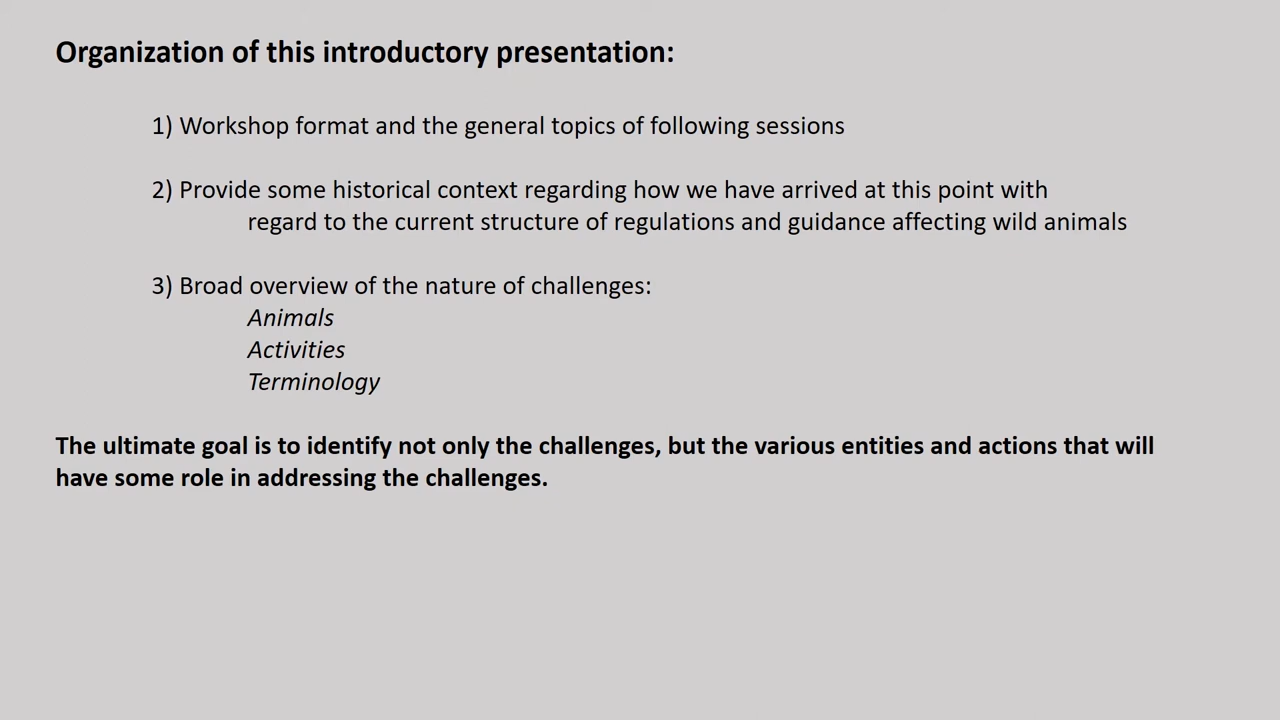 Organization of this introductory presentation:
1) Workshop format and the general topics of following sessions
2) Provide some historical context regarding how we have arrived at this point with
regard to the current structure of regulations and guidance affecting wild animals
3) Broad overview of the nature of challenges:
Animals
Activities
Terminology
The ultimate goal is to identify not only the challenges, but the various entities and actions that will
have some role in addressing the challenges.